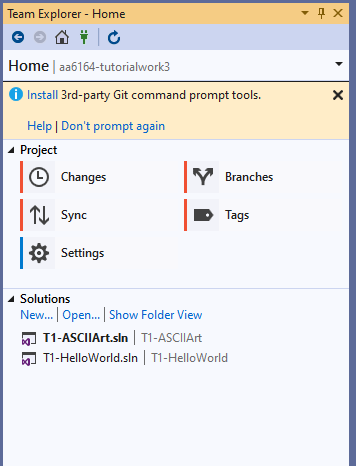 Team Explorer - Home
Home | aa6164-tutorialwork3
Install 3rd-party Git command prompt tools.
Help | Don't prompt again
Project
Changes
Branches
Sync
Tags
Settings
Solutions
New... | Open... | Show Folder View
T1-ASCIIArt.sln | T1-ASCIIArt
T1-HelloWorld.sln | T1-HelloWorld